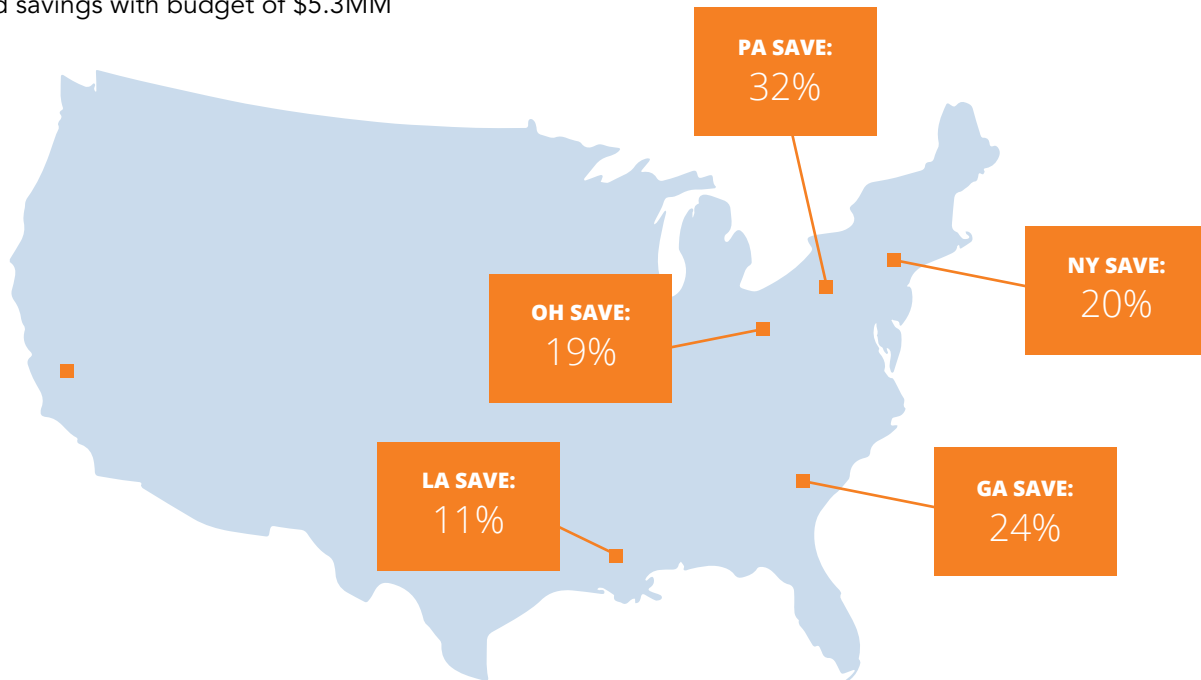 savings with budget of $5.3MM
PA SAVE:
32%
NY SAVE:
20%
OH SAVE:
19%
LA SAVE:
11%
GA SAVE:
24%